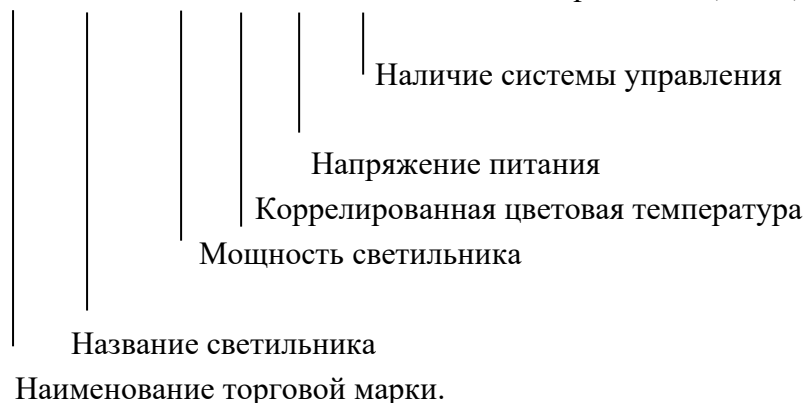 Наличие системы управления
Напряжение питания
Коррелированная цветовая температура
Мощность светильника
Название светильника
Наименование торговой марки.